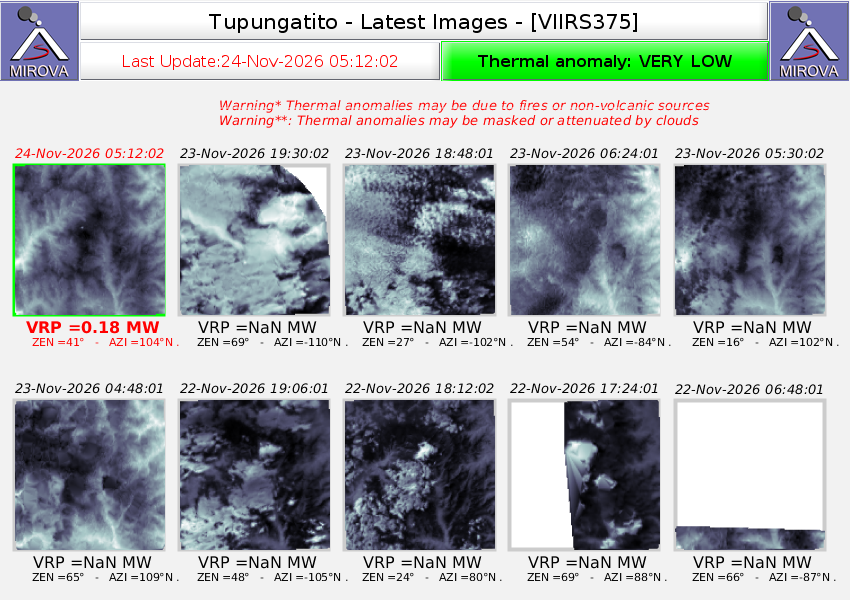 Tupungatito - Latest Images - [VIIRS375]
MIROVA
Last Update:24-Nov-2026 05:12:02
Thermal anomaly: VERY LOW
MIROVA
Warning* Thermal anomalies may be due to fires or non-volcanic sources
Warning**: Thermal anomalies may be masked or attenuated by clouds
24-Nov-2026 05:12:02
23-Nov-2026 19:30:02
23-Nov-2026 18:48:01
23-Nov-2026 06:24:01
23-Nov-2026 05:30:02
VRP =0.18 MW
VRP =NaN MW
VRP =NaN MW
VRP =NaN MW
VRP =NaN MW
ZEN =41° - AZI =104°N .
ZEN =69° - AZI =-110°N .
ZEN =27° - AZI =-102°N .
ZEN =54° - AZI =-84°N .
ZEN =16° - AZI =102°N .
23-Nov-2026 04:48:01
22-Nov-2026 19:06:01
22-Nov-2026 18:12:02
22-Nov-2026 17:24:01
22-Nov-2026 06:48:01
VRP =NaN MW
VRP =NaN MW
VRP =NaN MW
VRP =NaN MW
VRP =NaN MW
ZEN =65° - AZI =109°N .
ZEN =48° - AZI =-105°N .
ZEN =24° - AZI =80°N .
ZEN =69° - AZI =88°N .
ZEN =66° - AZI =-87°N .